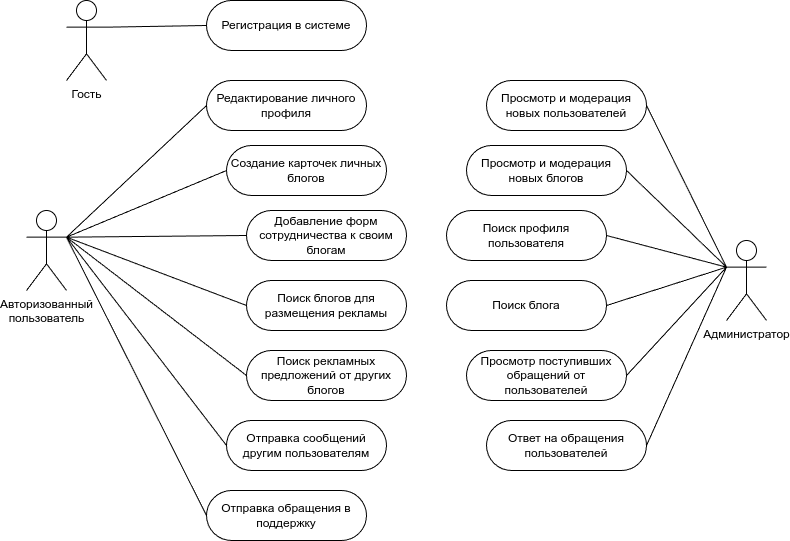 Регистрация в системе
Гость
Редактирование личного
профиля
Создание карточек личных
блогов
Добавление форм
сотрудничества к своим
блогам
Авторизованный
пользователь
Поиск блогов для
размещения рекламы
Поиск рекламных
предложений от других
блогов
Отправка сообщений
другим пользователям
Отправка обращения в
поддержку
Просмотр и модерация
новых пользователей
Просмотр и модерация
новых блогов
Поиск профиля
пользователя
Поиск блога
Администратор
Просмотр поступивших
обращений от
пользователей
Ответ на обращения
пользователей